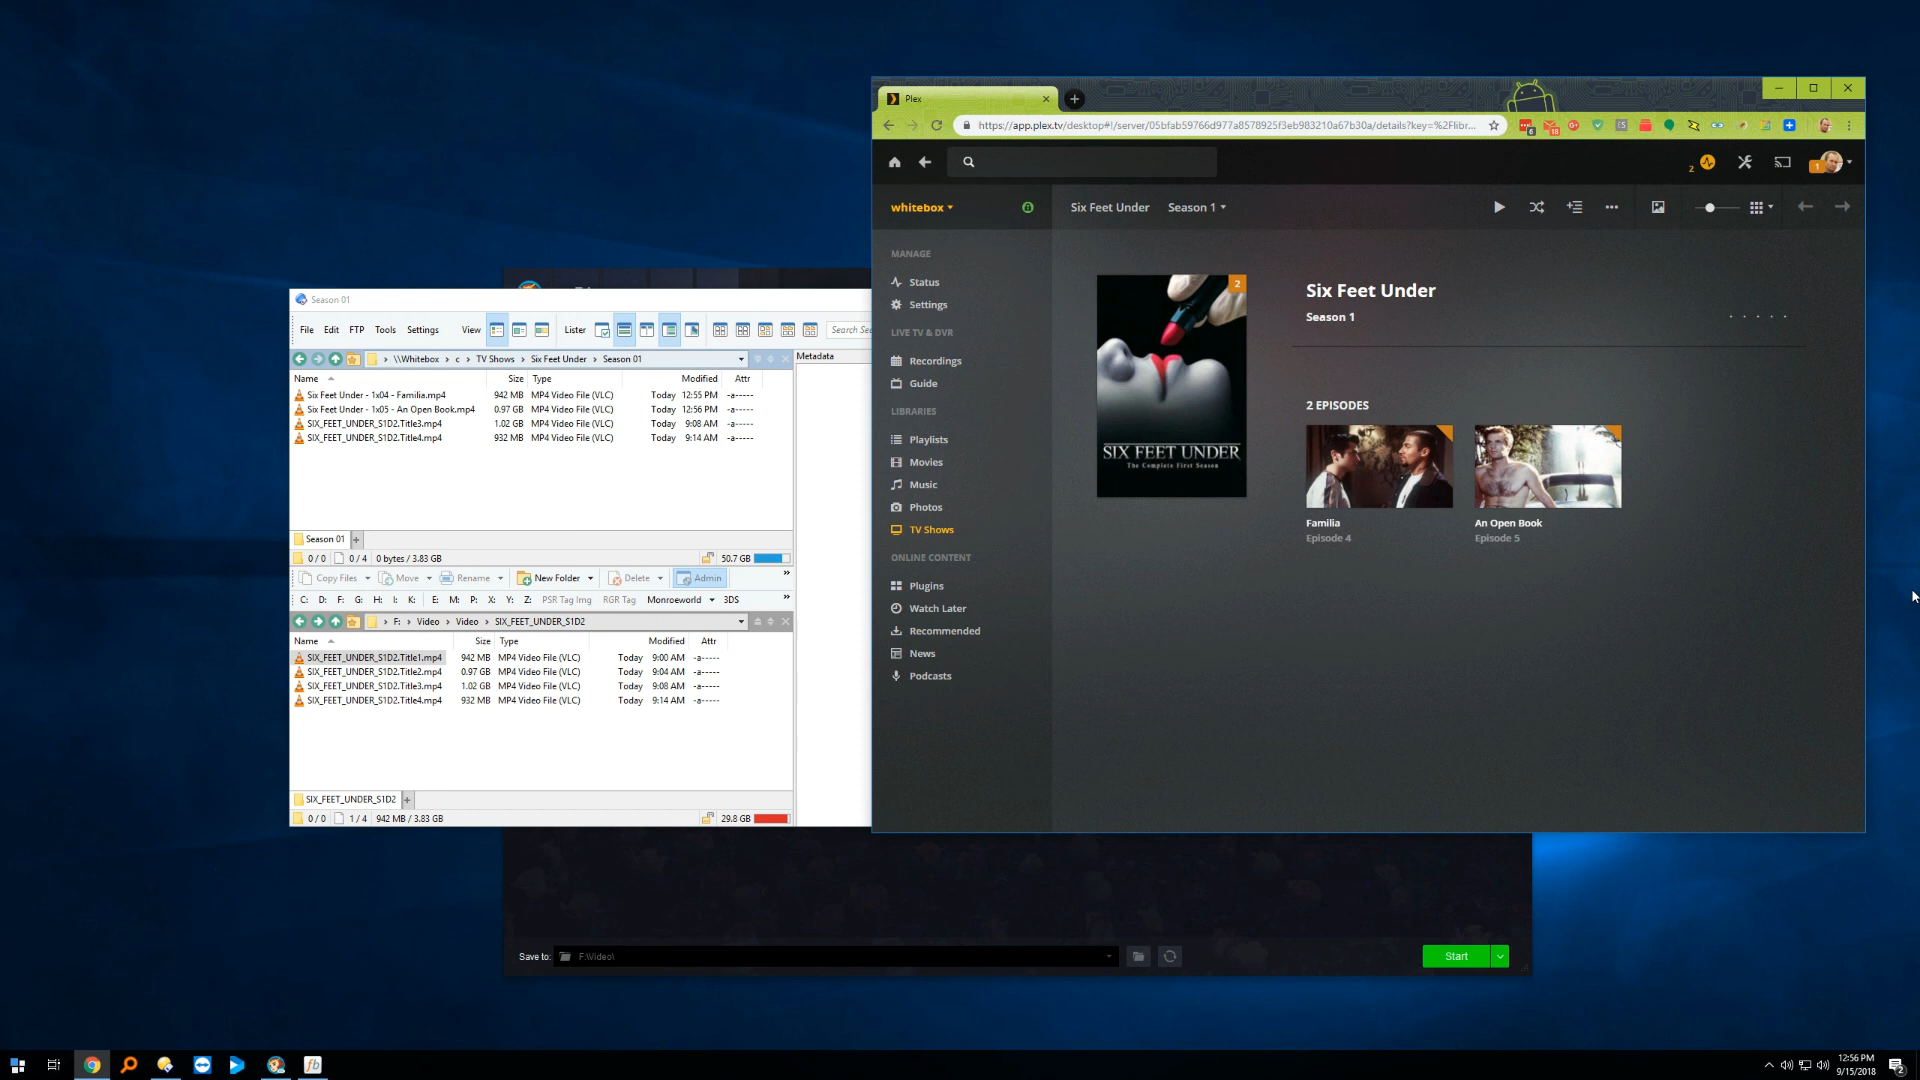 Plex
https://app.plex.tv/desktop#!/server/05bfab59766d977a8578925f3eb983210a67b30a/details?key=%2Flibr...
6
18
2
1
whitebox
Six Feet Under Season 1
MANAGE
Status
Settings
LIVE TV & DVR
Recordings
Guide
LIBRARIES
Playlists
Movies
Music
Photos
TV Shows
ONLINE CONTENT
Plugins
Watch Later
Recommended
News
Podcasts
2
SIX FEET UNDER
The Complete First Season
Six Feet Under
Season 1
2 EPISODES
Familia
Episode 4
An Open Book
Episode 5
Season 01
File Edit FTP Tools Settings View Lister Search Sea
\\Whitebox › c › TV Shows › Six Feet Under › Season 01
Metadata
Name Size Type Modified Attr
Six Feet Under - 1x04 - Familia.mp4 942 MB MP4 Video File (VLC) Today 12:55 PM -a-----
Six Feet Under - 1x05 - An Open Book.mp4 0.97 GB MP4 Video File (VLC) Today 12:56 PM -a-----
SIX_FEET_UNDER_S1D2.Title3.mp4 1.02 GB MP4 Video File (VLC) Today 9:08 AM -a-----
SIX_FEET_UNDER_S1D2.Title4.mp4 932 MB MP4 Video File (VLC) Today 9:14 AM -a-----
Season 01
0 / 0 0 / 4 0 bytes / 3.83 GB 50.7 GB
Copy Files Move Rename New Folder Delete Admin
C: D: F: G: H: I: K: E: M: P: X: Y: Z: PSR Tag Img RGR Tag Monroeworld 3DS
F: › Video › Video › SIX_FEET_UNDER_S1D2
Name Size Type Modified Attr
SIX_FEET_UNDER_S1D2.Title1.mp4 942 MB MP4 Video File (VLC) Today 9:00 AM -a-----
SIX_FEET_UNDER_S1D2.Title2.mp4 0.97 GB MP4 Video File (VLC) Today 9:04 AM -a-----
SIX_FEET_UNDER_S1D2.Title3.mp4 1.02 GB MP4 Video File (VLC) Today 9:08 AM -a-----
SIX_FEET_UNDER_S1D2.Title4.mp4 932 MB MP4 Video File (VLC) Today 9:14 AM -a-----
SIX_FEET_UNDER_S1D2
0 / 0 1 / 4 942 MB / 3.83 GB 29.8 GB
Save to: F:\Video\
Start
fb
12:56 PM
9/15/2018
2